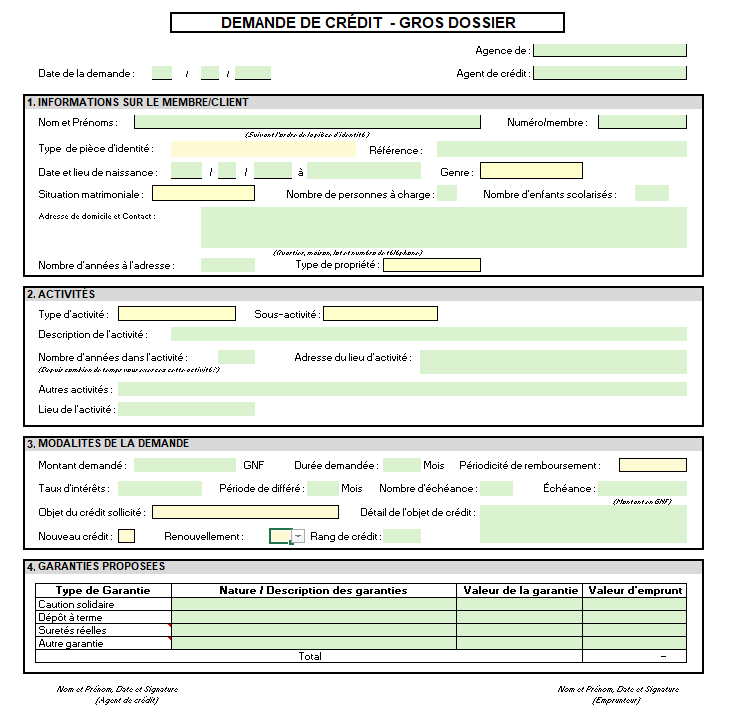 DEMANDE DE CRÉDIT - GROS DOSSIER
Agence de :
Date de la demande : / / Agent de crédit :
1. INFORMATIONS SUR LE MEMBRE/CLIENT
Nom et Prénoms : Numéro/membre :
(Suivant l'ordre de la pièce d'identité)
Type de pièce d'identité : Référence :
Date et lieu de naissance : / / à Genre :
Situation matrimoniale : Nombre de personnes à charge : Nombre d'enfants scolarisés :
Adresse de domicile et Contact :
(Quartier, maison, lot et numéro de téléphone)
Nombre d'années à l'adresse : Type de propriété :
2. ACTIVITÉS
Type d'activité : Sous-activité :
Description de l'activité :
Nombre d'années dans l'activité : Adresse du lieu d'activité :
(Depuis combien de temps vous exercez cette activité?)
Autres activités :
Lieu de l'activité :
3. MODALITES DE LA DEMANDE
Montant demandé : GNF Durée demandée : Mois Périodicité de remboursement :
Taux d'intérêts : Période de différé : Mois Nombre d'échéance : Échéance :
(Montant en GNF)
Objet du crédit sollicité : Détail de l'objet de crédit :
Nouveau crédit : Renouvellement : Rang de crédit :
4. GARANTIES PROPOSEES
Type de Garantie Nature / Description des garanties Valeur de la garantie Valeur d'emprunt
Caution solidaire
Dépôt à terme
Suretés réelles
Autre garantie
Total -
Nom et Prénom, Date et Signature Nom et Prénom, Date et Signature
(Agent de crédit) (Emprunteur)